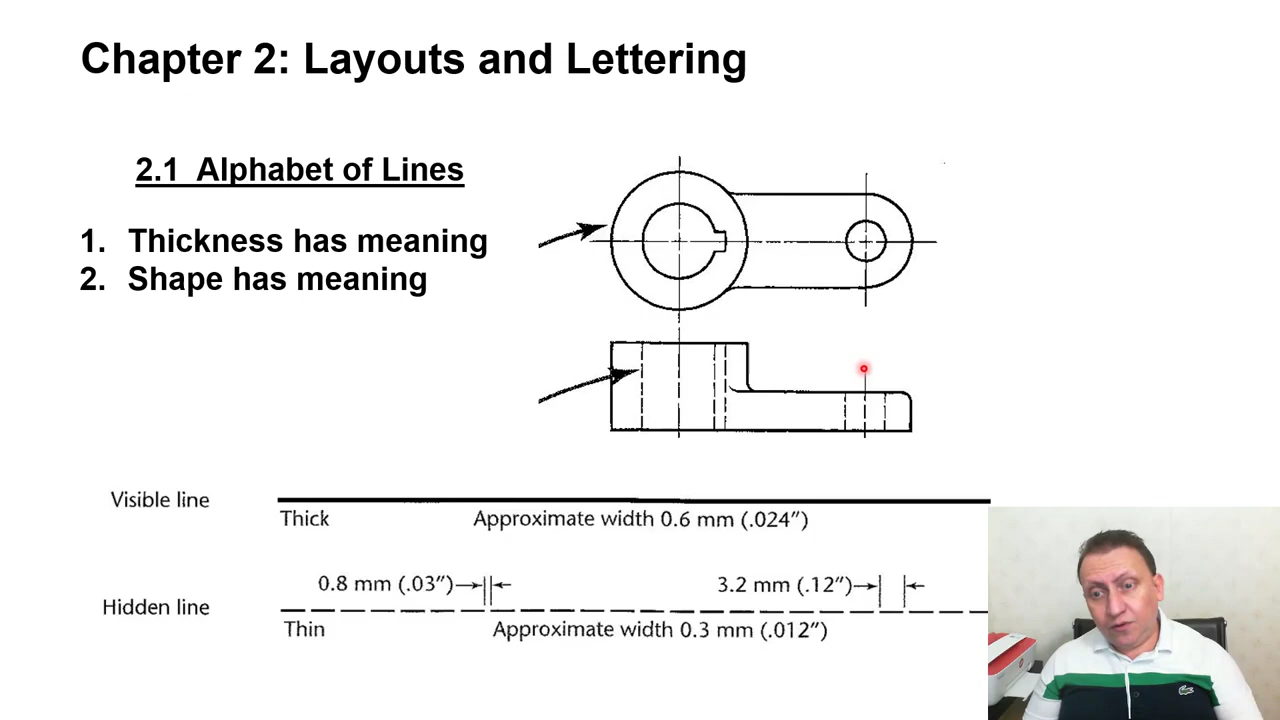 Chapter 2: Layouts and Lettering
2.1 Alphabet of Lines
1. Thickness has meaning
2. Shape has meaning
Visible line
Thick
Approximate width 0.6 mm (.024″)
0.8 mm (.03″)
3.2 mm (.12″)
Hidden line
Thin
Approximate width 0.3 mm (.012″)